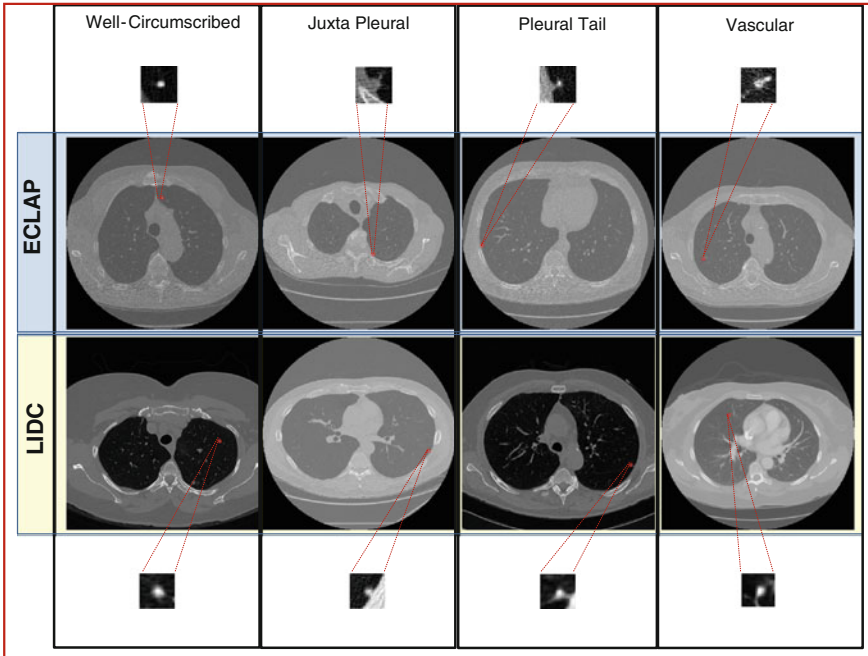 Well-Circumscribed
Juxta Pleural
Pleural Tail
Vascular
ECLAP
LIDC